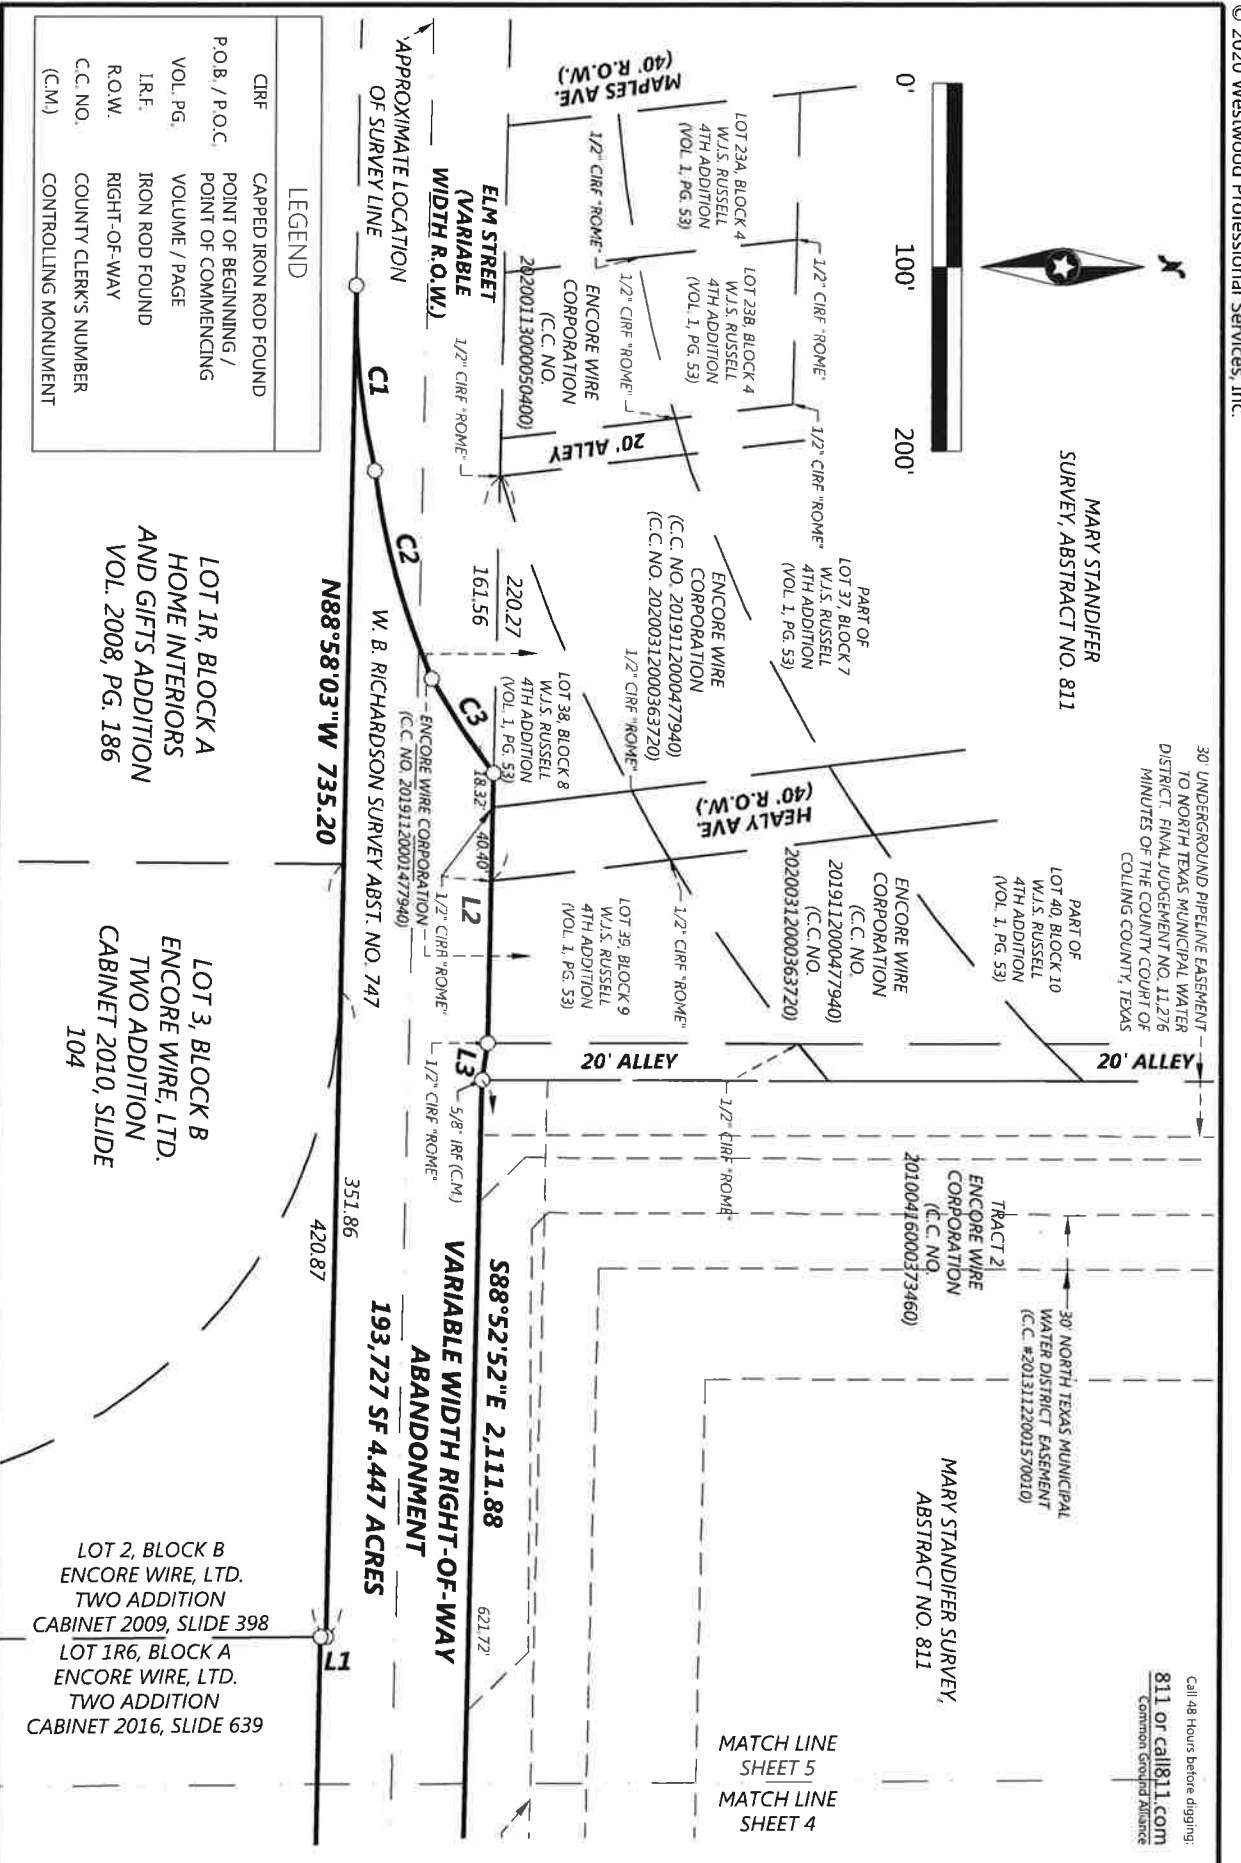 © 2020 Westwood Professional Services, Inc.
Call 48 Hours before digging:
811 or call811.com
Common Ground Alliance
0'
100'
200'
MARY STANDIFER
SURVEY, ABSTRACT NO. 811
30' UNDERGROUND PIPELINE EASEMENT
TO NORTH TEXAS MUNICIPAL WATER
DISTRICT. FINAL JUDGEMENT NO. 11,276
MINUTES OF THE COUNTY COURT OF
COLLING COUNTY, TEXAS
20' ALLEY
30' NORTH TEXAS MUNICIPAL
WATER DISTRICT EASEMENT
(C.C. #20131122001570010)
MARY STANDIFER SURVEY,
ABSTRACT NO. 811
MAPLES AVE.
(40' R.O.W.)
LOT 23A, BLOCK 4
W.J.S. RUSSELL
4TH ADDITION
(VOL. 1, PG. 53)
1/2" CIRF "ROME"
LOT 23B, BLOCK 4
W.J.S. RUSSELL
4TH ADDITION
(VOL. 1, PG. 53)
1/2" CIRF "ROME"
1/2" CIRF "ROME"
1/2" CIRF "ROME"
ENCORE WIRE
CORPORATION
(C.C. NO.
20200113000050400)
20' ALLEY
1/2" CIRF "ROME"
PART OF
LOT 37, BLOCK 7
W.J.S. RUSSELL
4TH ADDITION
(VOL. 1, PG. 53)
ENCORE WIRE
CORPORATION
(C.C. NO. 20191120000477940)
(C.C. NO. 20200312000363720)
1/2" CIRF "ROME"
HEALY AVE.
(40' R.O.W.)
PART OF
LOT 40, BLOCK 10
W.J.S. RUSSELL
4TH ADDITION
(VOL. 1, PG. 53)
ENCORE WIRE
CORPORATION
(C.C. NO.
20191120000477940)
(C.C. NO.
20200312000363720)
1/2" CIRF "ROME"
20' ALLEY
1/2" CIRF "ROME"
TRACT 2
ENCORE WIRE
CORPORATION
(C.C. NO.
20100416000373460)
LOT 38, BLOCK 8
W.J.S. RUSSELL
4TH ADDITION
(VOL. 1, PG. 53)
LOT 39, BLOCK 9
W.J.S. RUSSELL
4TH ADDITION
(VOL. 1, PG. 53)
220.27
161.56
ELM STREET
(VARIABLE
WIDTH R.O.W.)
APPROXIMATE LOCATION
OF SURVEY LINE
C1
C2
C3
18.32'
40.40'
L2
1/2" CIRF "ROME"
L3
1/2" CIRF "ROME"
5/8" IRF (C.M.)
ENCORE WIRE CORPORATION
(C.C. NO. 20191120001477940)
W. B. RICHARDSON SURVEY ABST. NO. 747
S88°52'52"E 2,111.88
621.72'
VARIABLE WIDTH RIGHT-OF-WAY
ABANDONMENT
193,727 SF 4.447 ACRES
N88°58'03"W 735.20
351.86
420.87
L1
LOT 1R, BLOCK A
HOME INTERIORS
AND GIFTS ADDITION
VOL. 2008, PG. 186
LOT 3, BLOCK B
ENCORE WIRE, LTD.
TWO ADDITION
CABINET 2010, SLIDE
104
LOT 2, BLOCK B
ENCORE WIRE, LTD.
TWO ADDITION
CABINET 2009, SLIDE 398
LOT 1R6, BLOCK A
ENCORE WIRE, LTD.
TWO ADDITION
CABINET 2016, SLIDE 639
MATCH LINE
SHEET 5
MATCH LINE
SHEET 4
LEGEND
CIRF CAPPED IRON ROD FOUND
P.O.B. / P.O.C. POINT OF BEGINNING /
POINT OF COMMENCING
VOL. PG. VOLUME / PAGE
I.R.F. IRON ROD FOUND
R.O.W. RIGHT-OF-WAY
C.C. NO. COUNTY CLERK'S NUMBER
(C.M.) CONTROLLING MONUMENT